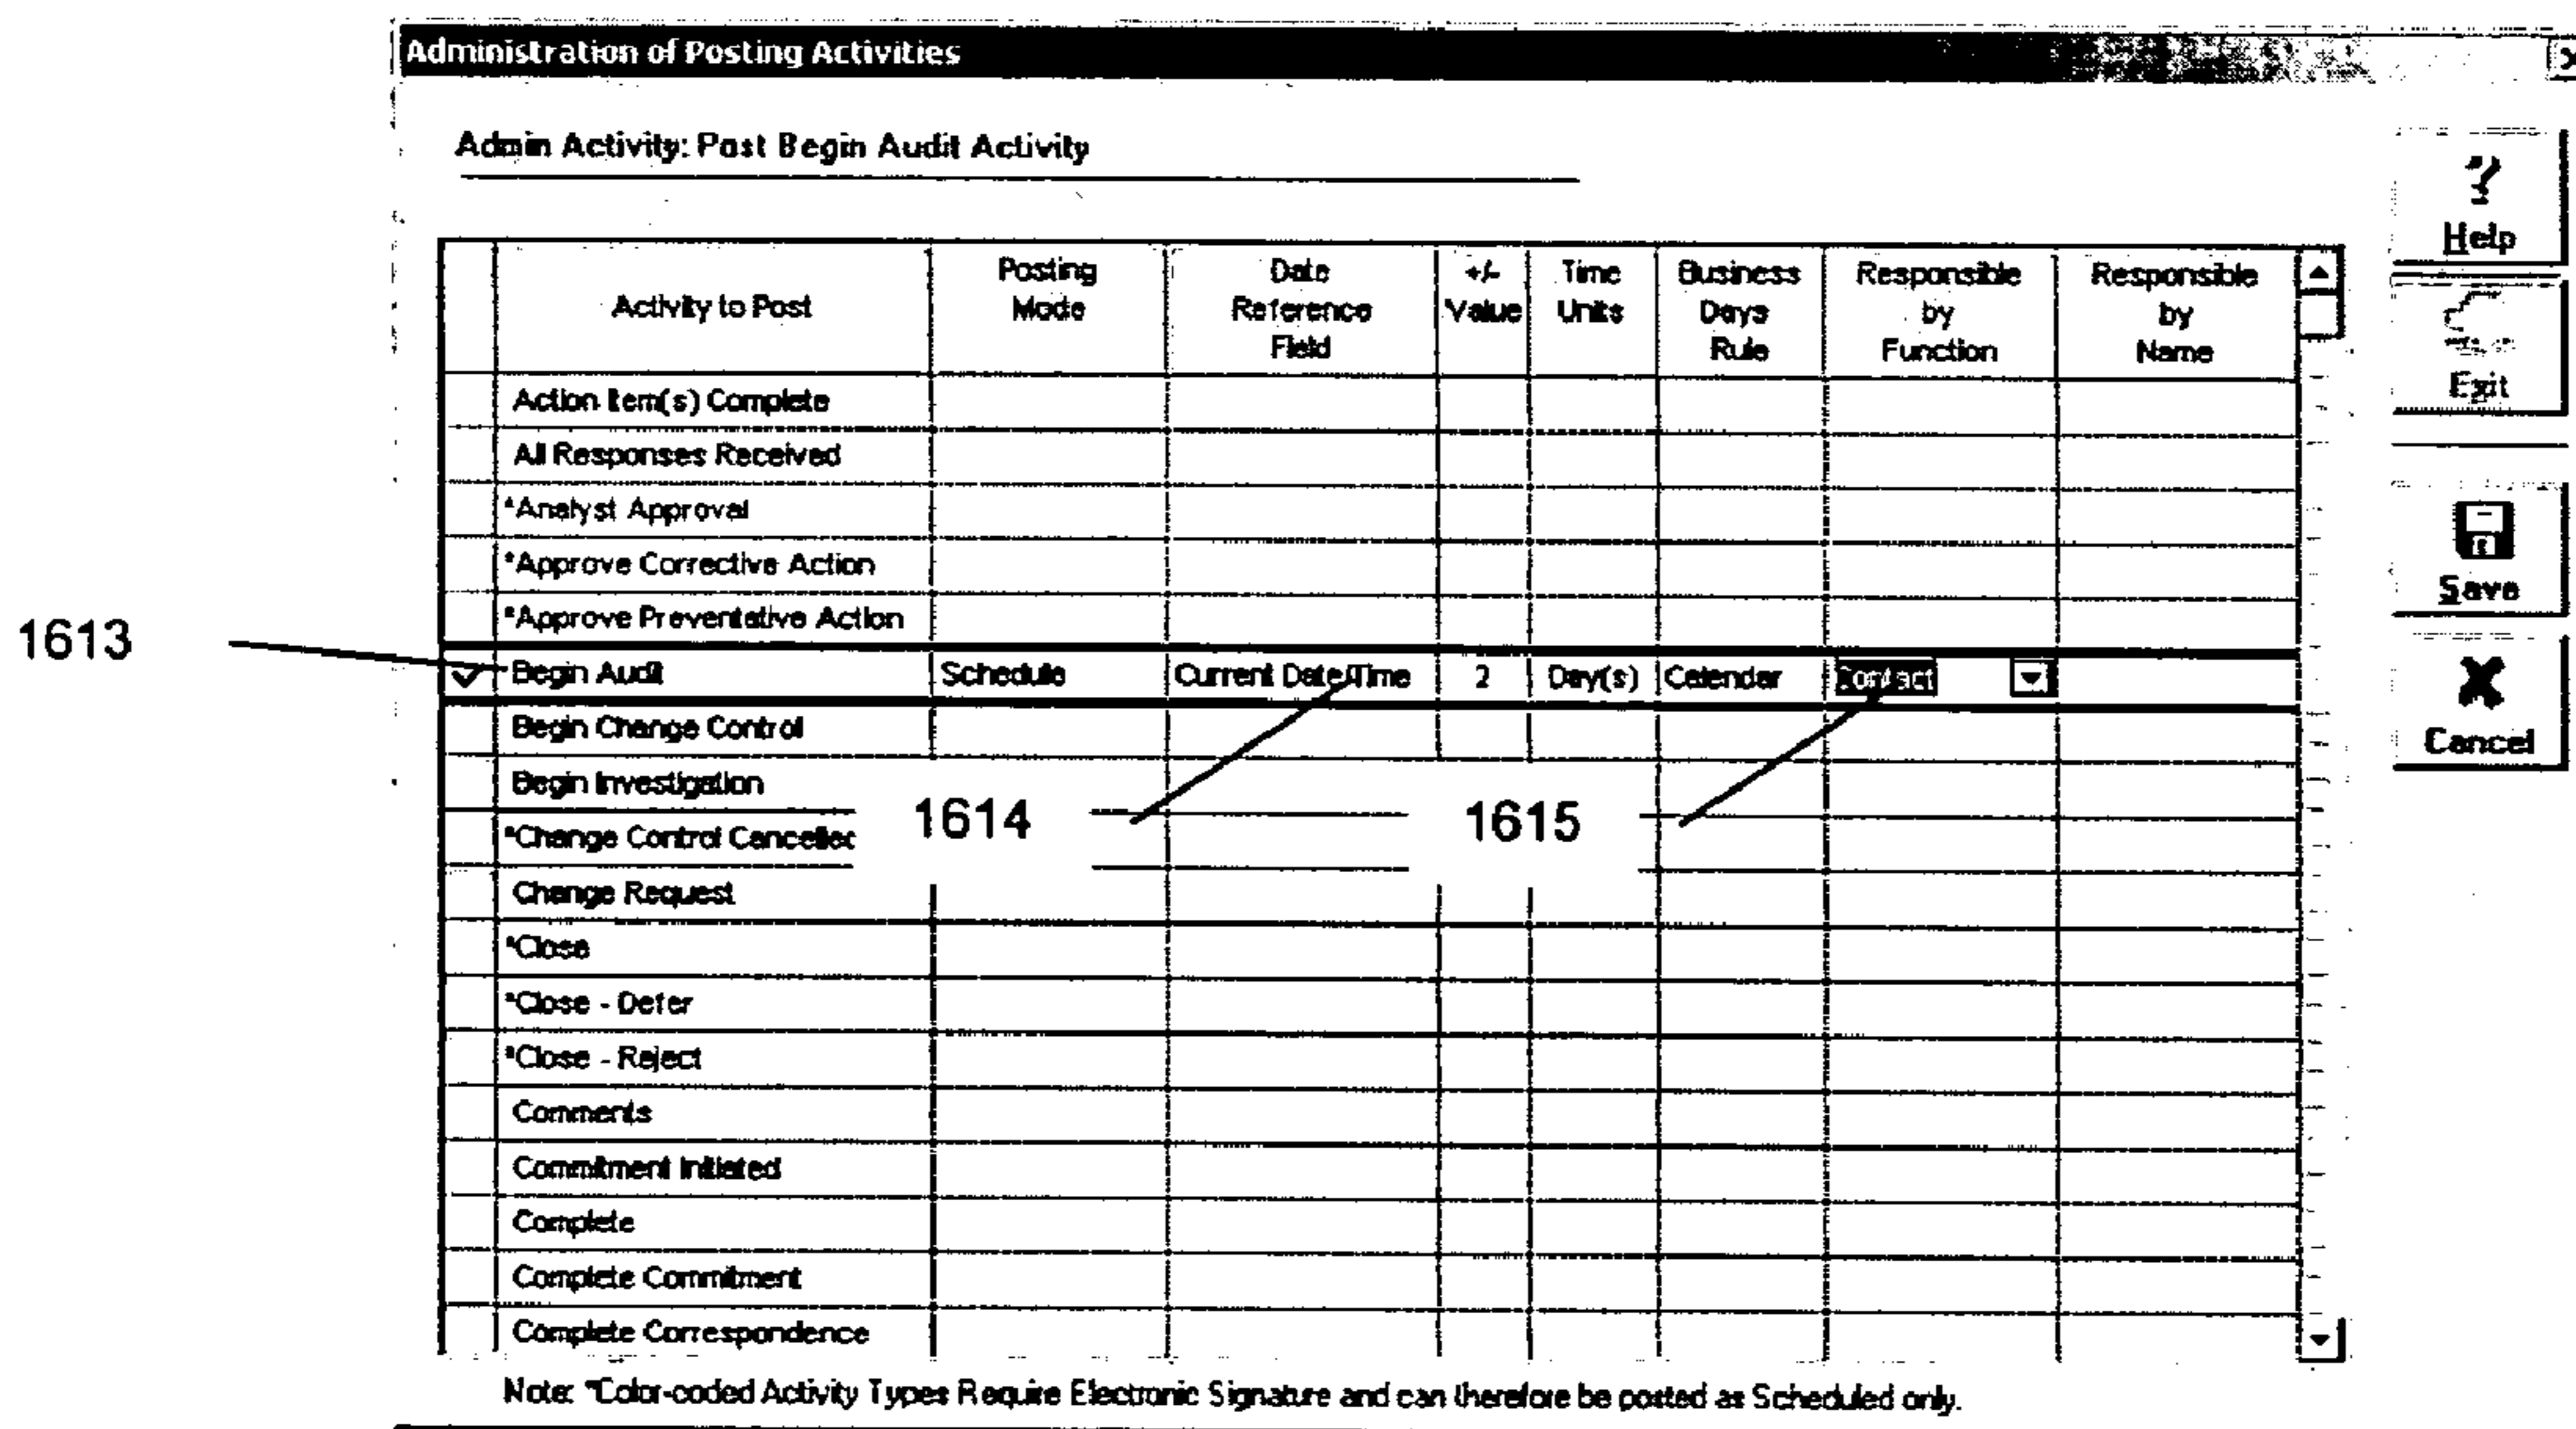 Administration of Posting Activities
Admin Activity: Post Begin Audit Activity
Activity to Post
Posting
Mode
Date
Reference
Field
+/-
Value
Time
Units
Business
Days
Rule
Responsible
by
Function
Responsible
by
Name
Action Item(s) Complete
All Responses Received
*Analyst Approval
*Approve Corrective Action
*Approve Preventative Action
Begin Audit Schedule Current Date/Time 2 Day(s) Calendar Contact
Begin Change Control
Begin Investigation
*Change Control Cancelled
Change Request
*Close
*Close - Defer
*Close - Reject
Comments
Commitment Initiated
Complete
Complete Commitment
Complete Correspondence
Note: *Color-coded Activity Types Require Electronic Signature and can therefore be posted as Scheduled only.
Help
Exit
Save
Cancel
1613
1614
1615